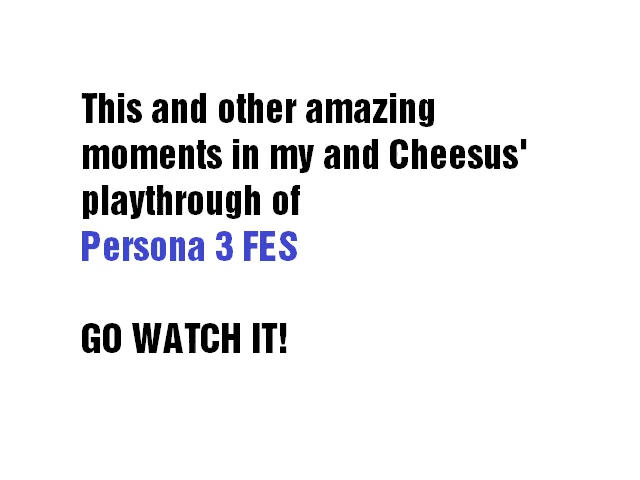 This and other amazing
moments in my and Cheesus'
playthrough of
Persona 3 FES
GO WATCH IT!